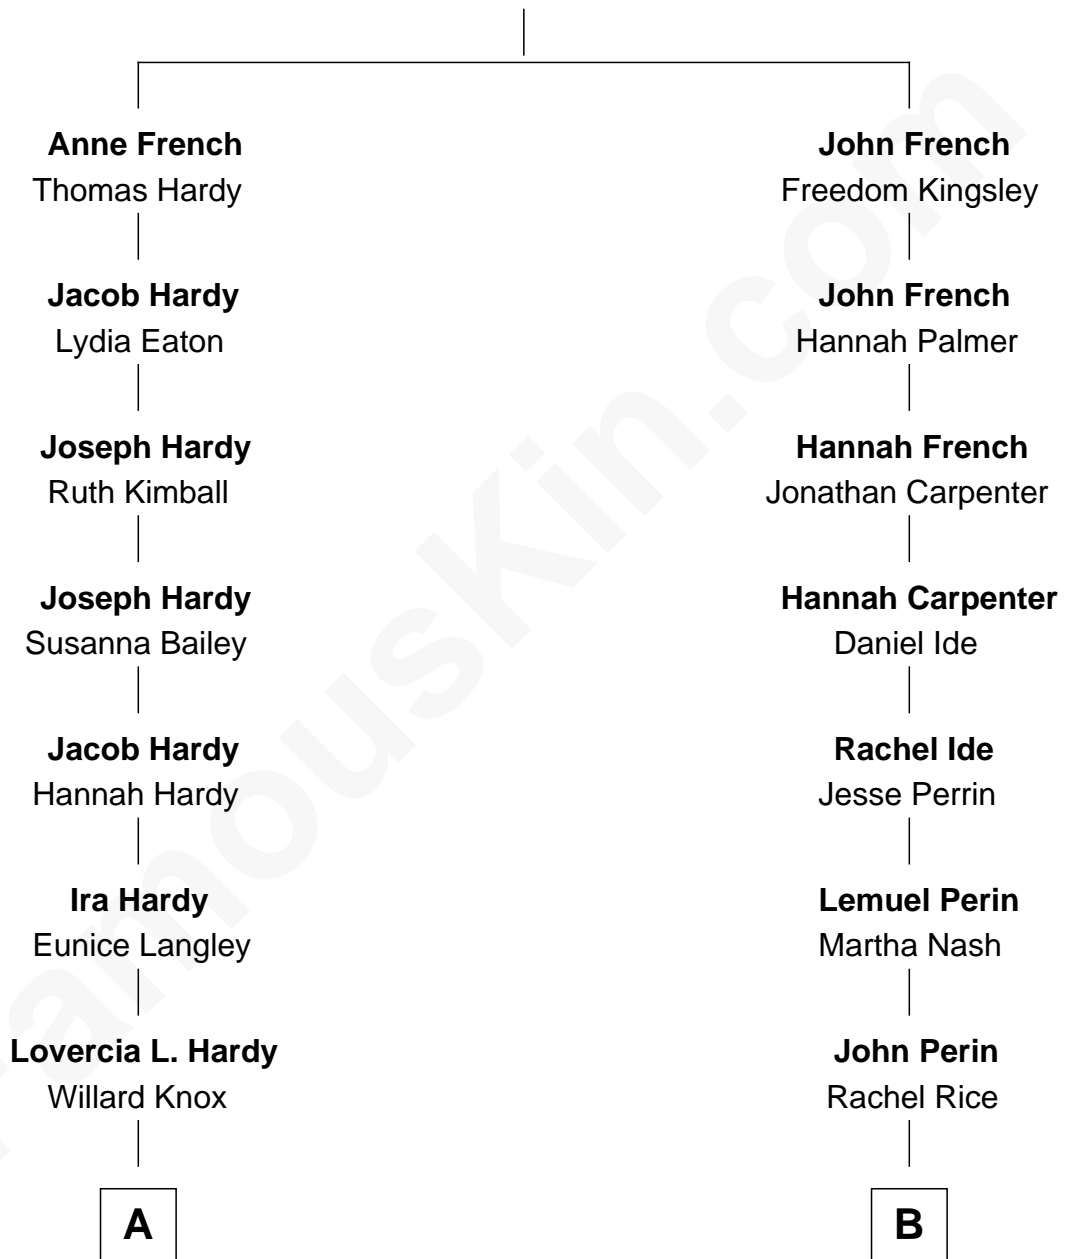 Anne French
Thomas Hardy
Jacob Hardy
Lydia Eaton
Joseph Hardy
Ruth Kimball
Joseph Hardy
Susanna Bailey
Jacob Hardy
Hannah Hardy
Ira Hardy
Eunice Langley
Lovercia L. Hardy
Willard Knox
A
John French
Freedom Kingsley
John French
Hannah Palmer
Hannah French
Jonathan Carpenter
Hannah Carpenter
Daniel Ide
Rachel Ide
Jesse Perrin
Lemuel Perin
Martha Nash
John Perin
Rachel Rice
B
FamousKin.com